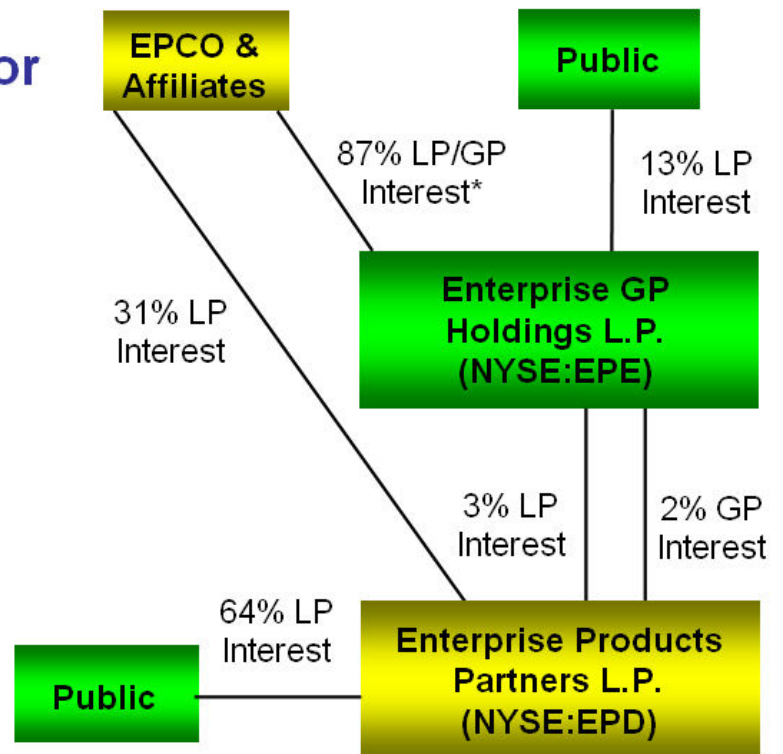 or
EPCO &
Affiliates
Public
87% LP/GP
Interest*
13% LP
Interest
31% LP
Interest
Enterprise GP
Holdings L.P.
(NYSE:EPE)
3% LP
Interest
2% GP
Interest
64% LP
Interest
Public
Enterprise Products
Partners L.P.
(NYSE:EPD)